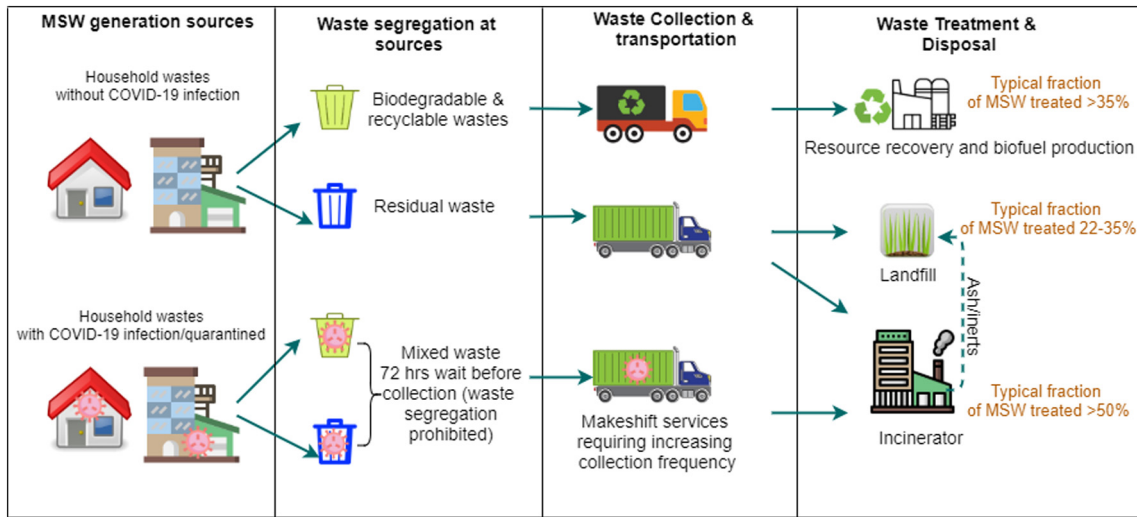 MSW generation sources
Household wastes
without COVID-19 infection
Household wastes
with COVID-19 infection/quarantined
Waste segregation at
sources
Biodegradable &
recyclable wastes
Residual waste
Mixed waste
72 hrs wait before
collection (waste
segregation
prohibited)
Waste Collection &
transportation
Makeshift services
requiring increasing
collection frequency
Waste Treatment &
Disposal
Typical fraction
of MSW treated >35%
Resource recovery and biofuel production
Typical fraction
of MSW treated 22-35%
Landfill
Ash/inerts
Typical fraction
of MSW treated >50%
Incinerator